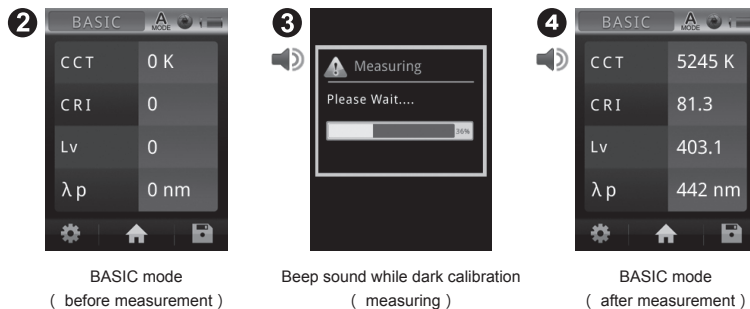 2
BASIC A MODE 1
CCT 0 K
CRI 0
Lv 0
λp 0 nm
BASIC mode
( before measurement )
3
Measuring
Please Wait....
36%
Beep sound while dark calibration
( measuring )
4
BASIC A MODE 1
CCT 5245 K
CRI 81.3
Lv 403.1
λp 442 nm
BASIC mode
( after measurement )